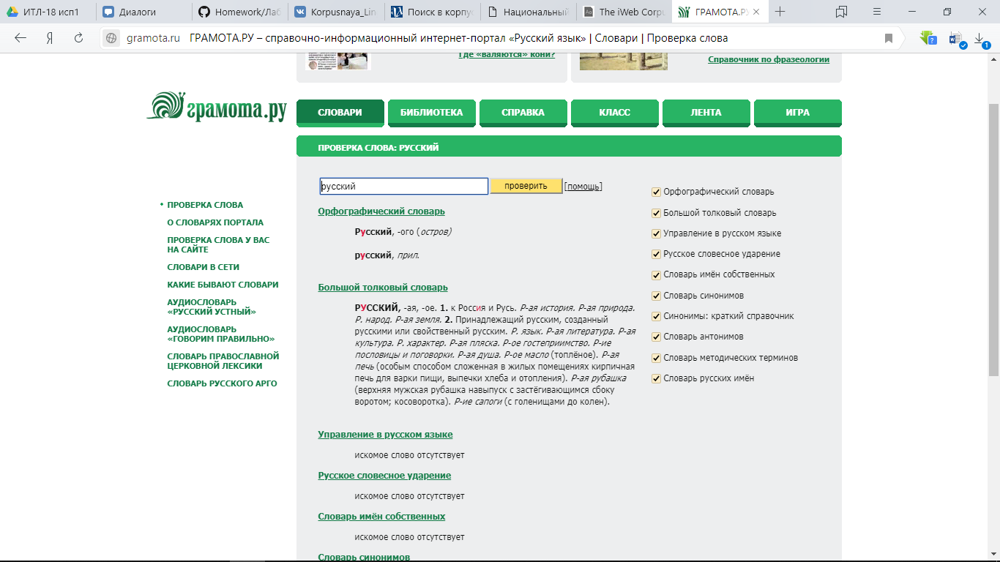 ИТЛ-18 исп1
Диалоги
Homework/Лаб
Korpusnaya_Lin
Поиск в корпу
Национальный
The iWeb Corpu
ГРАМОТА.РУ
gramota.ru ГРАМОТА.РУ – справочно-информационный интернет-портал «Русский язык» | Словари | Проверка слова
Где «валяются» кони?
Справочник по фразеологии
грамота.ру
СЛОВАРИ
БИБЛИОТЕКА
СПРАВКА
КЛАСС
ЛЕНТА
ИГРА
ПРОВЕРКА СЛОВА: РУССКИЙ
ПРОВЕРКА СЛОВА
О СЛОВАРЯХ ПОРТАЛА
ПРОВЕРКА СЛОВА У ВАС
НА САЙТЕ
СЛОВАРИ В СЕТИ
КАКИЕ БЫВАЮТ СЛОВАРИ
АУДИОСЛОВАРЬ
«РУССКИЙ УСТНЫЙ»
АУДИОСЛОВАРЬ
«ГОВОРИМ ПРАВИЛЬНО»
СЛОВАРЬ ПРАВОСЛАВНОЙ
ЦЕРКОВНОЙ ЛЕКСИКИ
СЛОВАРЬ РУССКОГО АРГО
русский
проверить
[помощь]
Орфографический словарь
Русский, -ого (остров)
русский, прил.
Большой толковый словарь
РУССКИЙ, -ая, -ое. 1. к Россия и Русь. Р-ая история. Р-ая природа.
Р. народ. Р-ая земля. 2. Принадлежащий русским, созданный
русскими или свойственный русским. Р. язык. Р-ая литература. Р-ая
культура. Р. характер. Р-ая пляска. Р-ое гостеприимство. Р-ие
пословицы и поговорки. Р-ая душа. Р-ое масло (топлёное). Р-ая
печь (особым способом сложенная в жилых помещениях кирпичная
печь для варки пищи, выпечки хлеба и отопления). Р-ая рубашка
(верхняя мужская рубашка навыпуск с застёгивающимся сбоку
воротом; косоворотка). Р-ие сапоги (с голенищами до колен).
Управление в русском языке
искомое слово отсутствует
Русское словесное ударение
искомое слово отсутствует
Словарь имён собственных
искомое слово отсутствует
Словарь синонимов
Орфографический словарь
Большой толковый словарь
Управление в русском языке
Русское словесное ударение
Словарь имён собственных
Словарь синонимов
Синонимы: краткий справочник
Словарь антонимов
Словарь методических терминов
Словарь русских имён